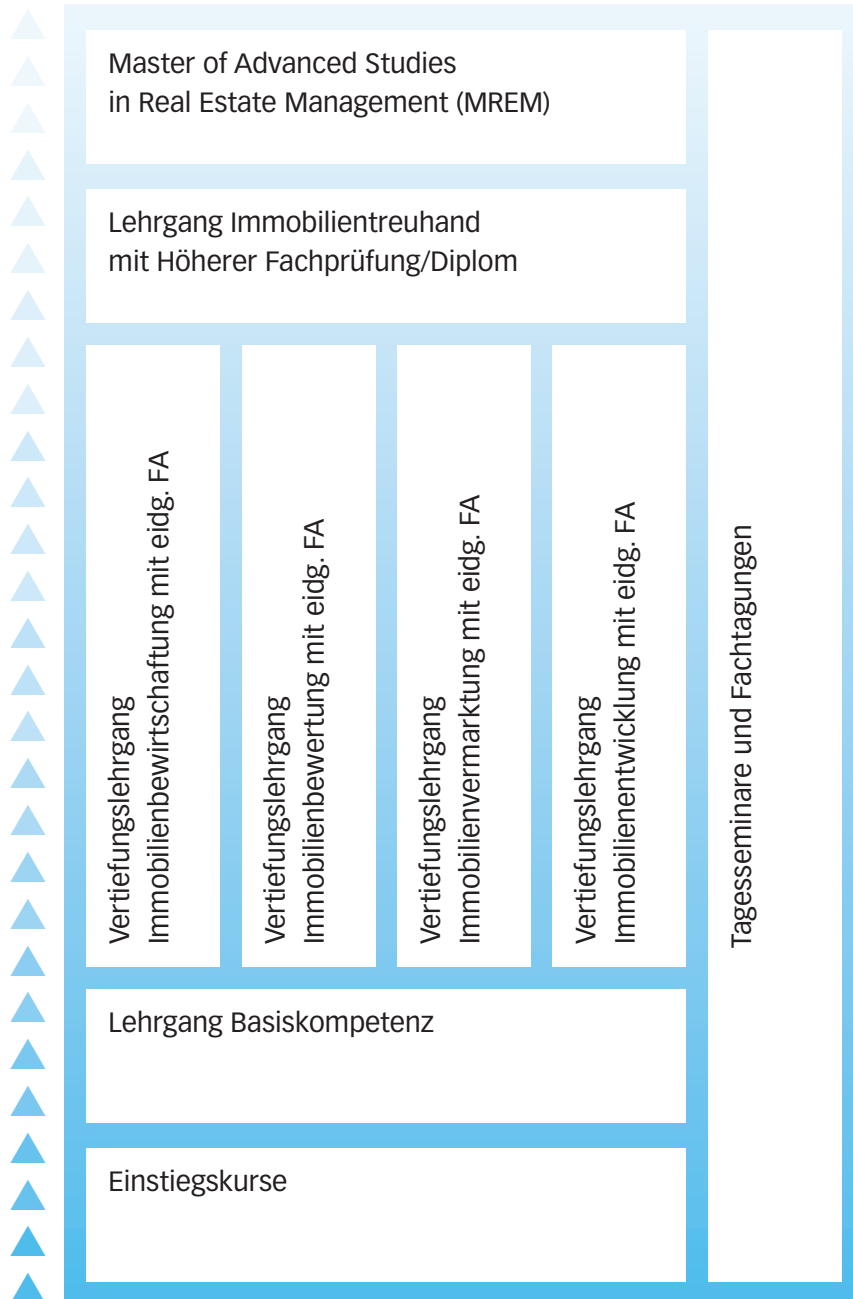 Master of Advanced Studies
in Real Estate Management (MREM)
Lehrgang Immobilientreuhand
mit Höherer Fachprüfung/Diplom
Vertiefungslehrgang
Immobilienbewirtschaftung mit eidg. FA
Vertiefungslehrgang
Immobilienbewertung mit eidg. FA
Vertiefungslehrgang
Immobilienvermarktung mit eidg. FA
Vertiefungslehrgang
Immobilienentwicklung mit eidg. FA
Tagesseminare und Fachtagungen
Lehrgang Basiskompetenz
Einstiegskurse